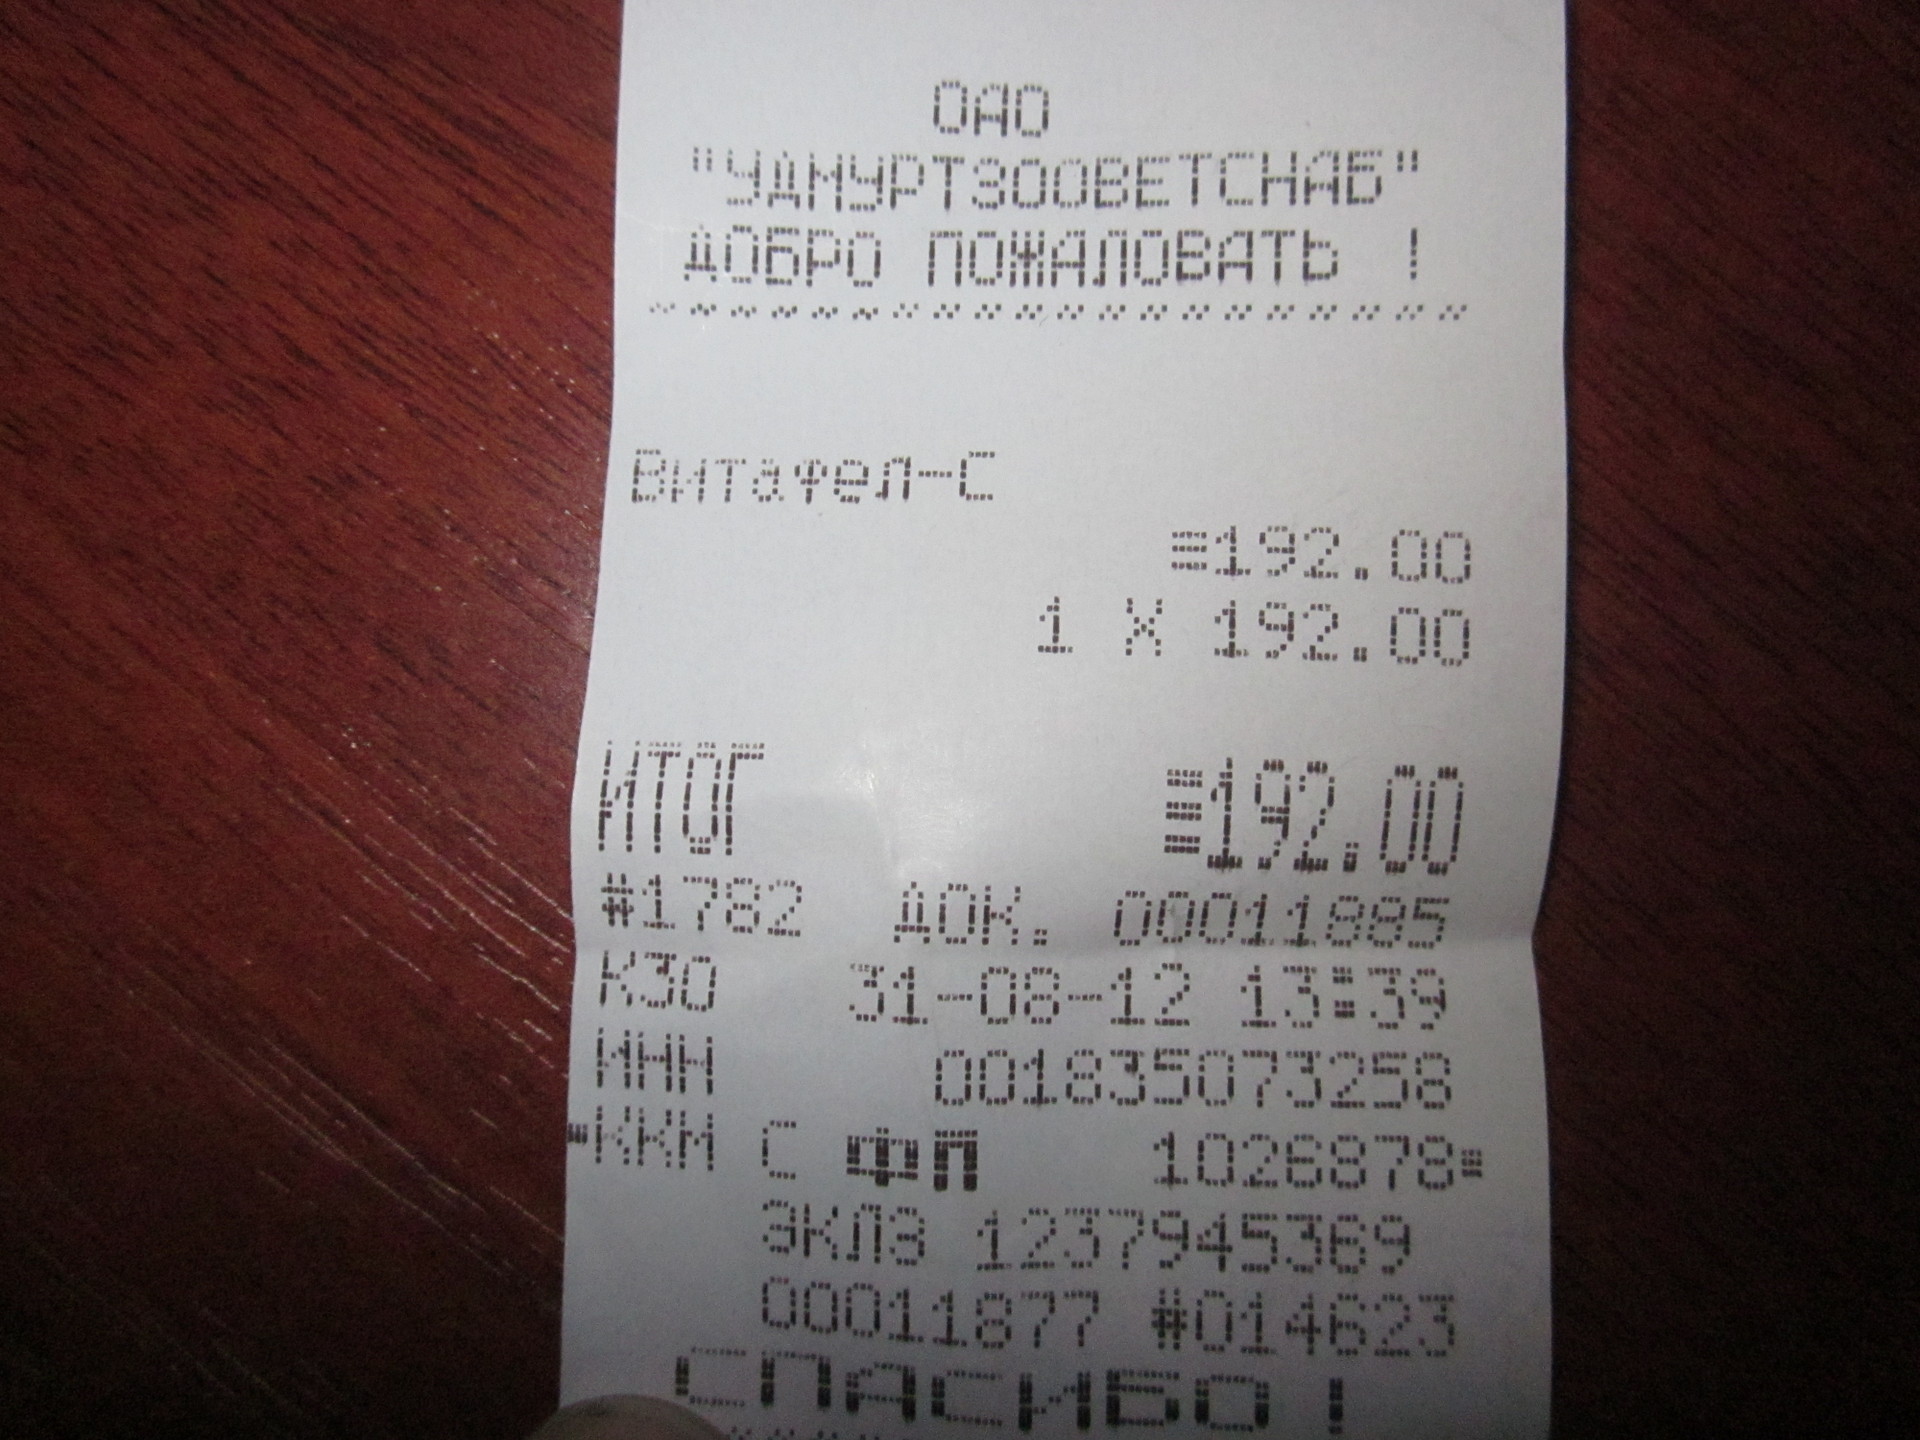 ОАО
"УДМУРТЗООВЕТСНАБ"
ДОБРО ПОЖАЛОВАТЬ !
Витафел-С
≡192.00
1 X 192.00
ИТОГ ≡192.00
#1782 ДОК. 00011885
КЗО 31-08-12 13:39
ИНН 001835073258
ККМ С ФП 1026878
ЭКЛЗ 1237945369
00011877 #014623
СПАСИБО !